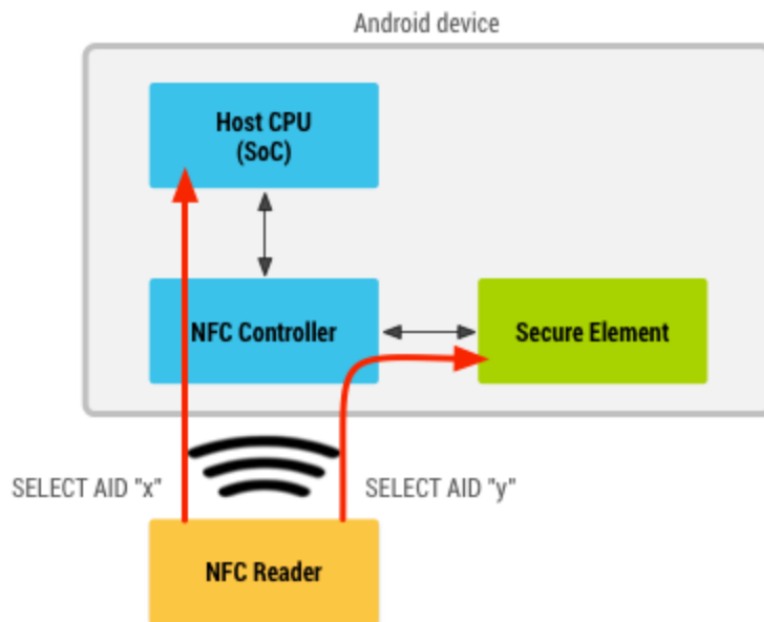 Android device
Host CPU
(SoC)
NFC Controller
Secure Element
SELECT AID "x"
SELECT AID "y"
NFC Reader